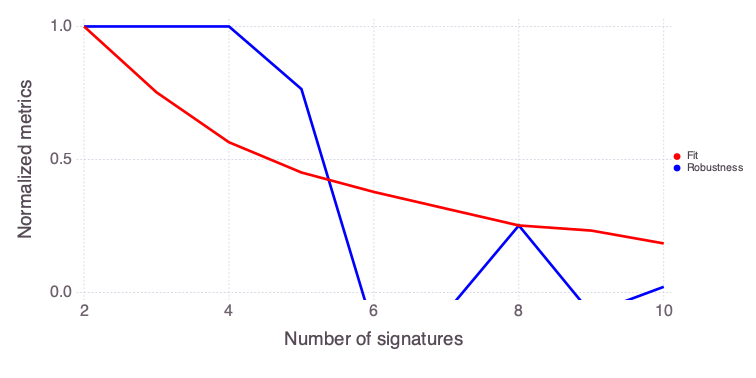 Normalized metrics
1.0
0.5
0.0
2 4 6 8 10
Number of signatures
Fit
Robustness